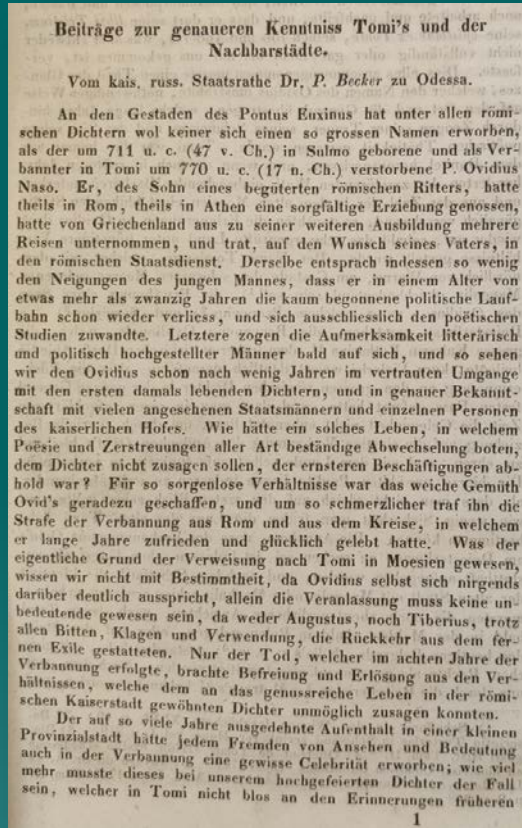 Beiträge zur genaueren Kenntniss Tomi's und der
Nachbarstädte.
Vom kais. russ. Staatsrathe Dr. P. Becker zu Odessa.
An den Gestaden des Pontus Euxinus hat unter allen römi-
schen Dichtern wol keiner sich einen so grossen Namen erworben,
als der um 711 u. c. (47 v. Ch.) in Sulmo geborene und als Ver-
bannter in Tomi um 770 u. c. (17 n. Ch.) verstorbene P. Ovidius
Naso. Er, des Sohn eines begüterten römischen Ritters, hatte
theils in Rom, theils in Athen eine sorgfältige Erziehung genossen,
hatte von Griechenland aus zu seiner weiteren Ausbildung mehrere
Reisen unternommen, und trat, auf den Wunsch seines Vaters, in
den römischen Staatsdienst. Derselbe entsprach indessen so wenig
den Neigungen des jungen Mannes, dass er in einem Alter von
etwas mehr als zwanzig Jahren die kaum begonnene politische Lauf-
bahn schon wieder verliess, und sich ausschliesslich den poëtischen
Studien zuwandte. Letztere zogen die Aufmerksamkeit litterärisch
und politisch hochgestellter Männer bald auf sich, und so sehen
wir den Ovidius schon nach wenig Jahren im vertrauten Umgange
mit den ersten damals lebenden Dichtern, und in genauer Bekannt-
schaft mit vielen angesehenen Staatsmännern und einzelnen Personen
des kaiserlichen Hofes. Wie hätte ein solches Leben, in welchem
Poësie und Zerstreuungen aller Art beständige Abwechselung boten,
dem Dichter nicht zusagen sollen, der ernsteren Beschäftigungen ab-
hold war? Für so sorgenlose Verhältnisse war das weiche Gemüth
Ovid's geradezu geschaffen, und um so schmerzlicher traf ihn die
Strafe der Verbannung aus Rom und aus dem Kreise, in welchem
er lange Jahre zufrieden und glücklich gelebt hatte. Was der
eigentliche Grund der Verweisung nach Tomi in Moesien gewesen,
wissen wir nicht mit Bestimmtheit, da Ovidius selbst sich nirgends
darüber deutlich ausspricht, allein die Veranlassung muss keine un-
bedeutende gewesen sein, da weder Augustus, noch Tiberius, trotz
allen Bitten, Klagen und Verwendung, die Rückkehr aus dem fer-
nen Exile gestatteten. Nur der Tod, welcher im achten Jahre der
Verbannung erfolgte, brachte Befreiung und Erlösung aus den Ver-
hältnissen, welche dem an das genussreiche Leben in der römi-
schen Kaiserstadt gewöhnten Dichter unmöglich zusagen konnten.
Der auf so viele Jahre ausgedehnte Aufenthalt in einer kleinen
Provinzialstadt hätte jedem Fremden von Ansehen und Bedeutung
auch in der Verbannung eine gewisse Celebrität erworben; wie viel
mehr musste dieses bei unserem hochgefeierten Dichter der Fall
sein, welcher in Tomi nicht blos an den Erinnerungen früheren
1